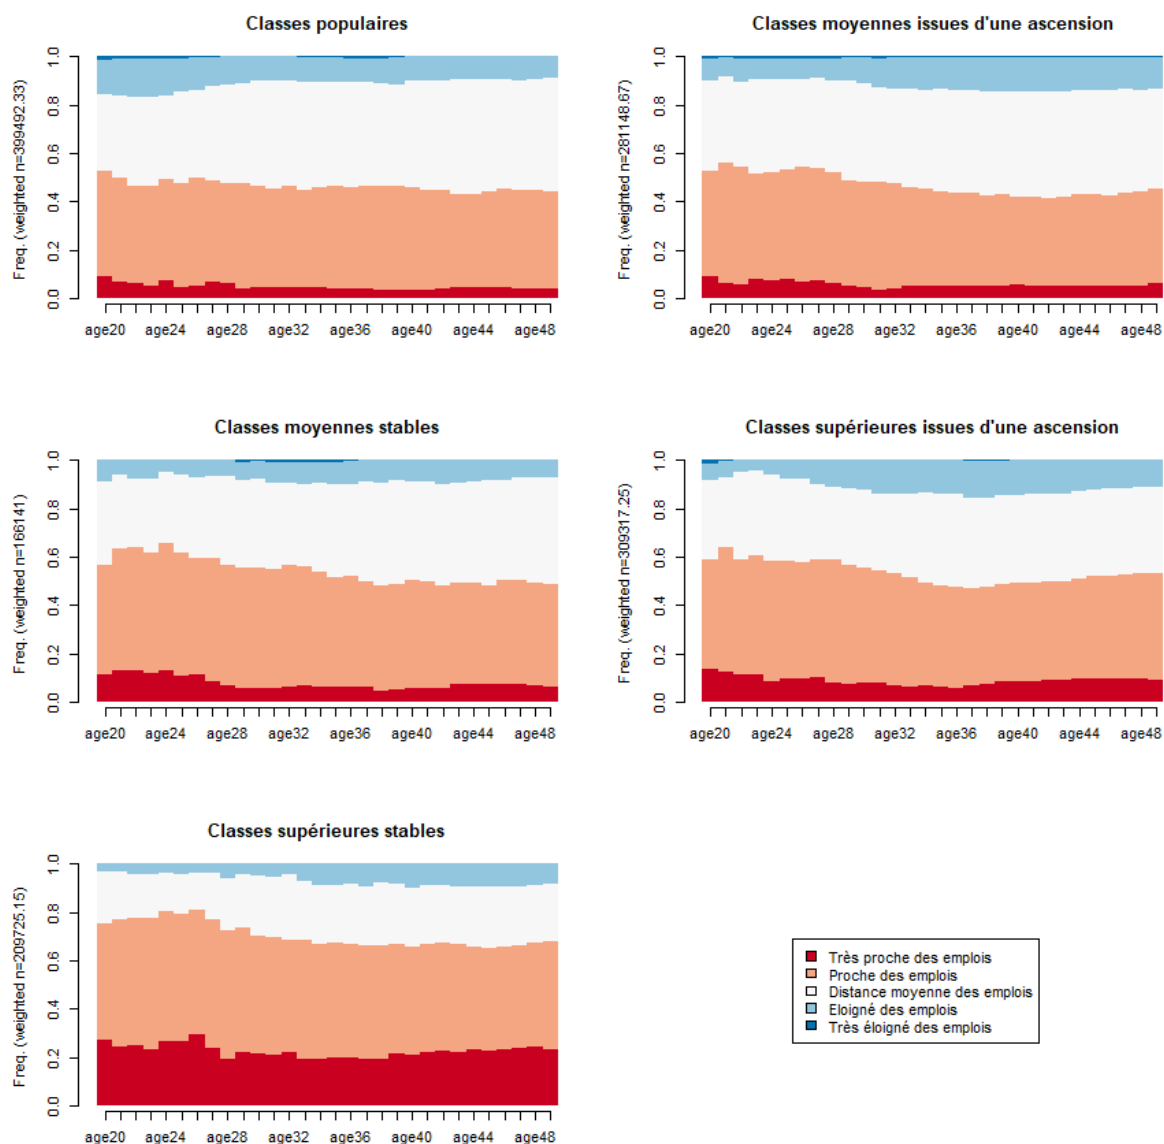 Classes populaires
Freq. (weighted n=399492.33)
0.0 0.2 0.4 0.6 0.8 1.0
age20 age24 age28 age32 age36 age40 age44 age48
Classes moyennes issues d'une ascension
Freq. (weighted n=281148.67)
0.0 0.2 0.4 0.6 0.8 1.0
age20 age24 age28 age32 age36 age40 age44 age48
Classes moyennes stables
Freq. (weighted n=166141)
0.0 0.2 0.4 0.6 0.8 1.0
age20 age24 age28 age32 age36 age40 age44 age48
Classes supérieures issues d'une ascension
Freq. (weighted n=309317.25)
0.0 0.2 0.4 0.6 0.8 1.0
age20 age24 age28 age32 age36 age40 age44 age48
Classes supérieures stables
Freq. (weighted n=209725.15)
0.0 0.2 0.4 0.6 0.8 1.0
age20 age24 age28 age32 age36 age40 age44 age48
Très proche des emplois
Proche des emplois
Distance moyenne des emplois
Eloigné des emplois
Très éloigné des emplois